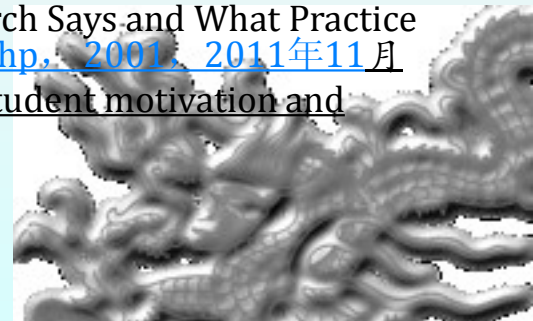 rch Says and What Practice
hp， 2001， 2011年11月
tudent motivation and